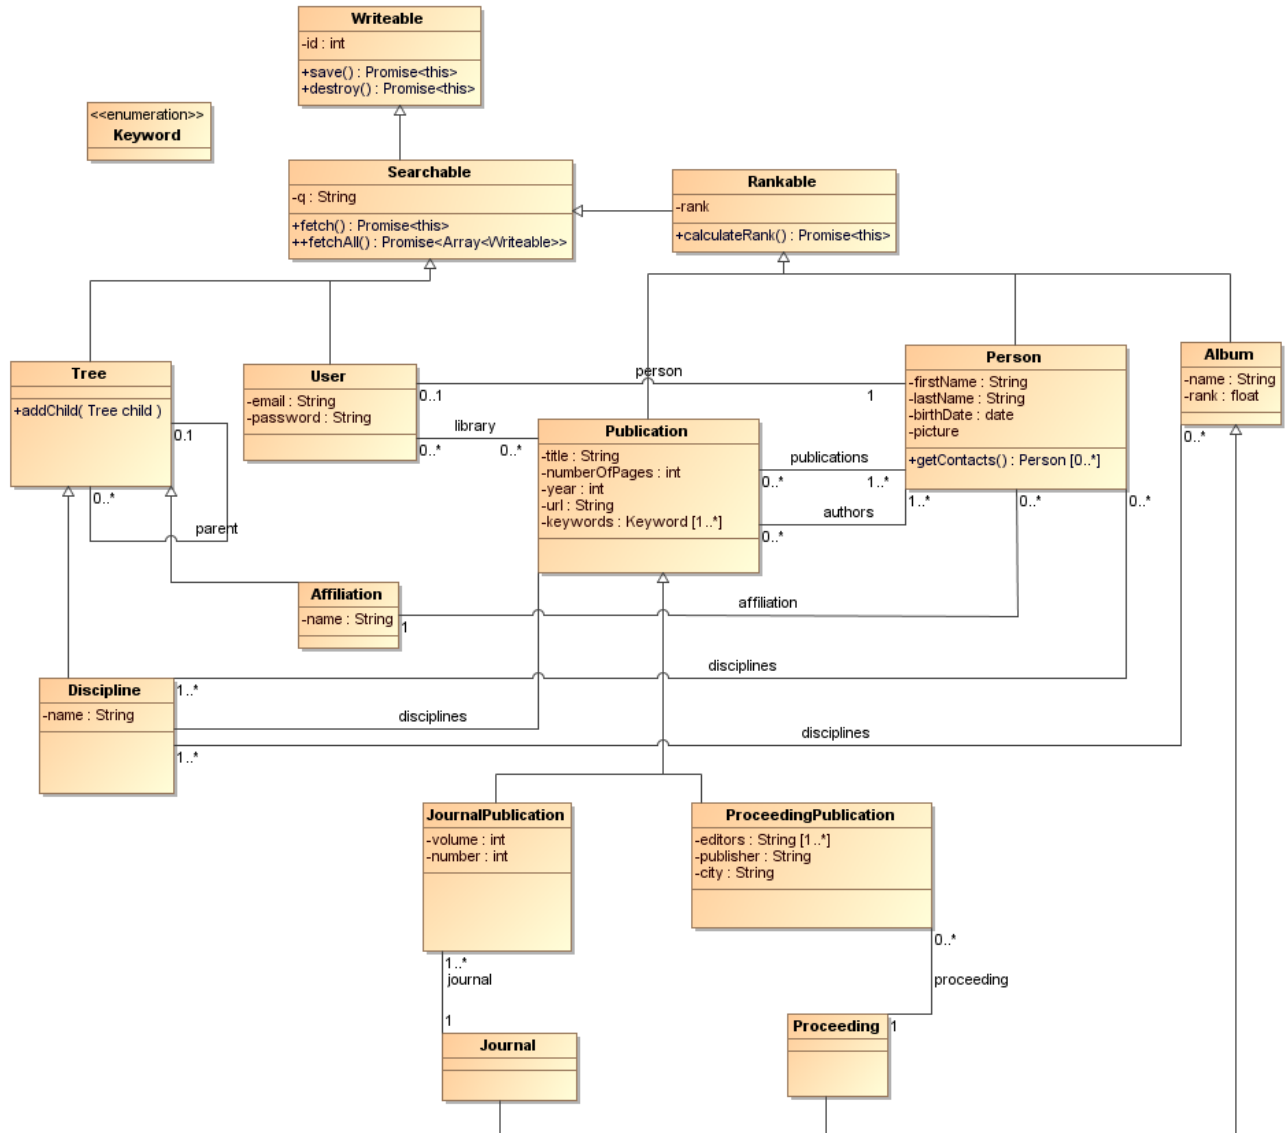 Writeable
-id : int
+save() : Promise<this>
+destroy() : Promise<this>
<<enumeration>>
Keyword
Searchable
-q : String
+fetch() : Promise<this>
++fetchAll() : Promise<Array<Writeable>>
Rankable
-rank
+calculateRank() : Promise<this>
Tree
+addChild( Tree child )
0.1
0..*
parent
User
-email : String
-password : String
person
0..1
1
library
0..*
0..*
Publication
-title : String
-numberOfPages : int
-year : int
-url : String
-keywords : Keyword [1..*]
Person
-firstName : String
-lastName : String
-birthDate : date
-picture
+getContacts() : Person [0..*]
Album
-name : String
-rank : float
0..*
publications
0..*
1..*
authors
0..*
1..*
0..*
0..*
Affiliation
-name : String
1
affiliation
Discipline
-name : String
1..*
disciplines
disciplines
1..*
disciplines
JournalPublication
-volume : int
-number : int
ProceedingPublication
-editors : String [1..*]
-publisher : String
-city : String
1..*
journal
1
0..*
proceeding
1
Journal
Proceeding